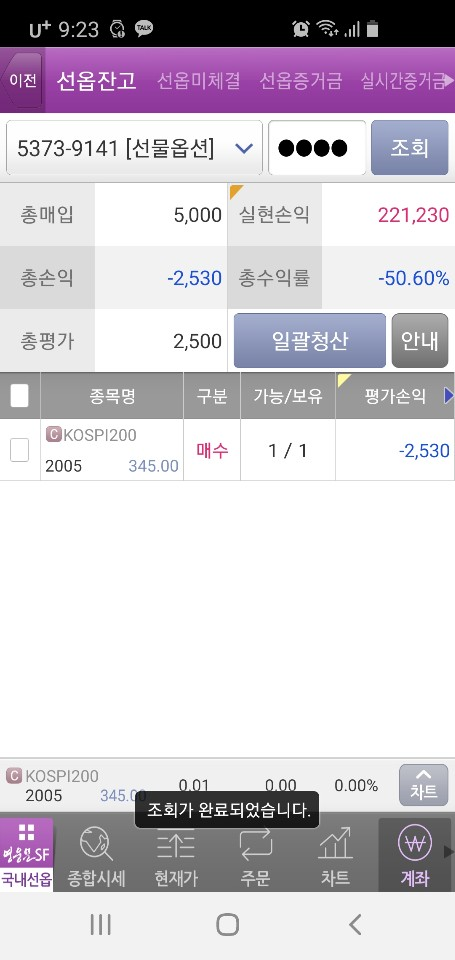 U+ 9:23 TALK
이전 선옵잔고 선옵미체결 선옵증거금 실시간증거금
5373-9141 [선물옵션] ●●●● 조회
총매입 5,000 실현손익 221,230
총손익 -2,530 총수익률 -50.60%
총평가 2,500 일괄청산 안내
종목명 구분 가능/보유 평가손익
C KOSPI200
매수 1 / 1 -2,530
2005 345.00
C KOSPI200
0.01 0.00 0.00% 차트
2005 345.00
조회가 완료되었습니다.
영웅문-SF
국내선옵 종합시세 현재가 주문 차트 계좌